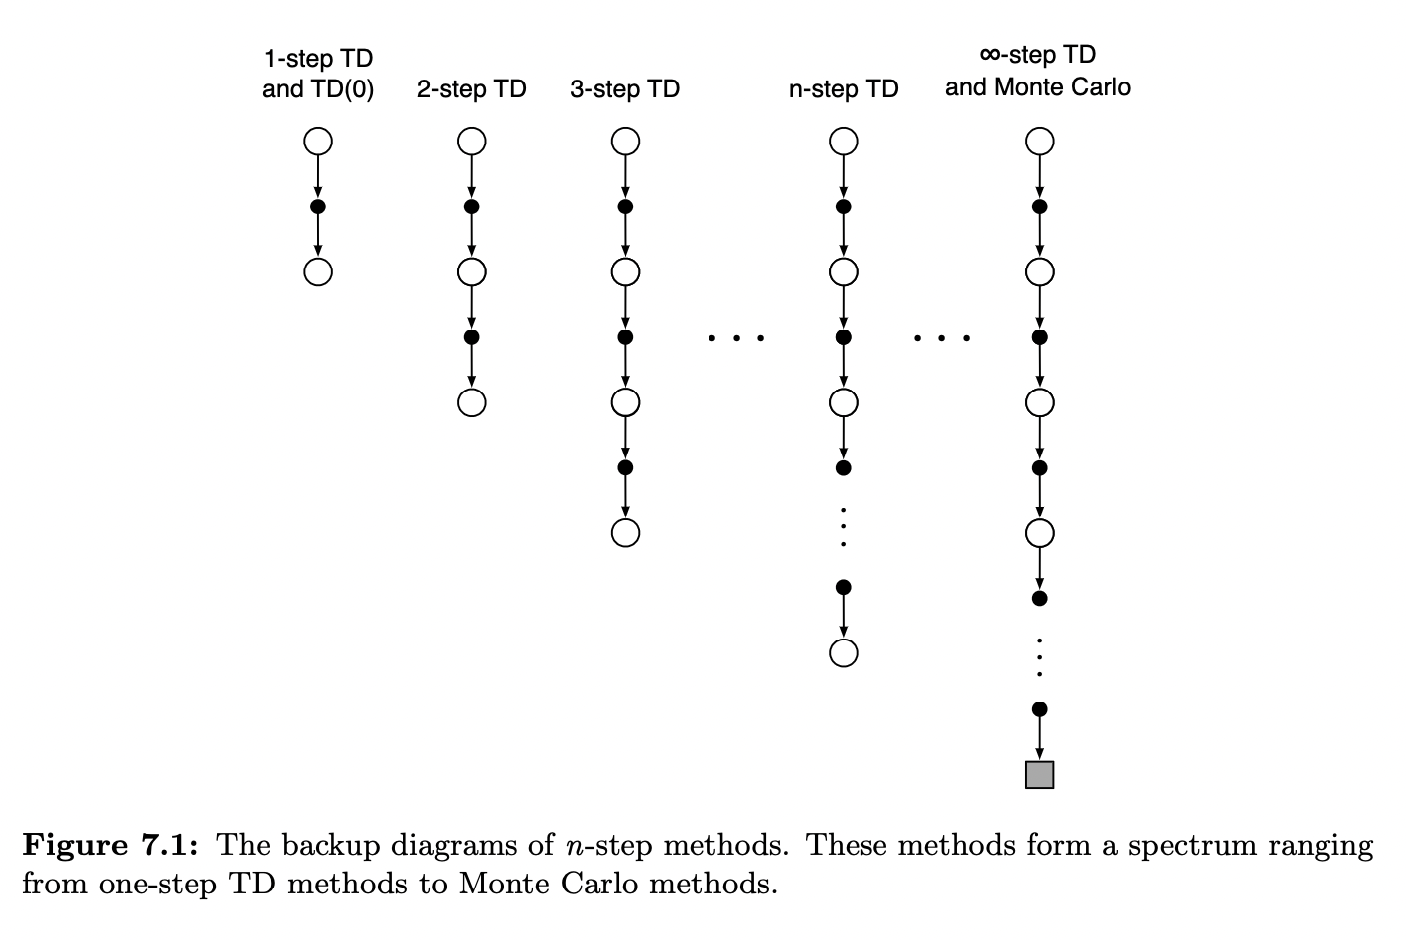 1-step TD
and TD(0)
2-step TD
3-step TD
n-step TD
∞-step TD
and Monte Carlo
Figure 7.1: The backup diagrams of n-step methods. These methods form a spectrum ranging
from one-step TD methods to Monte Carlo methods.